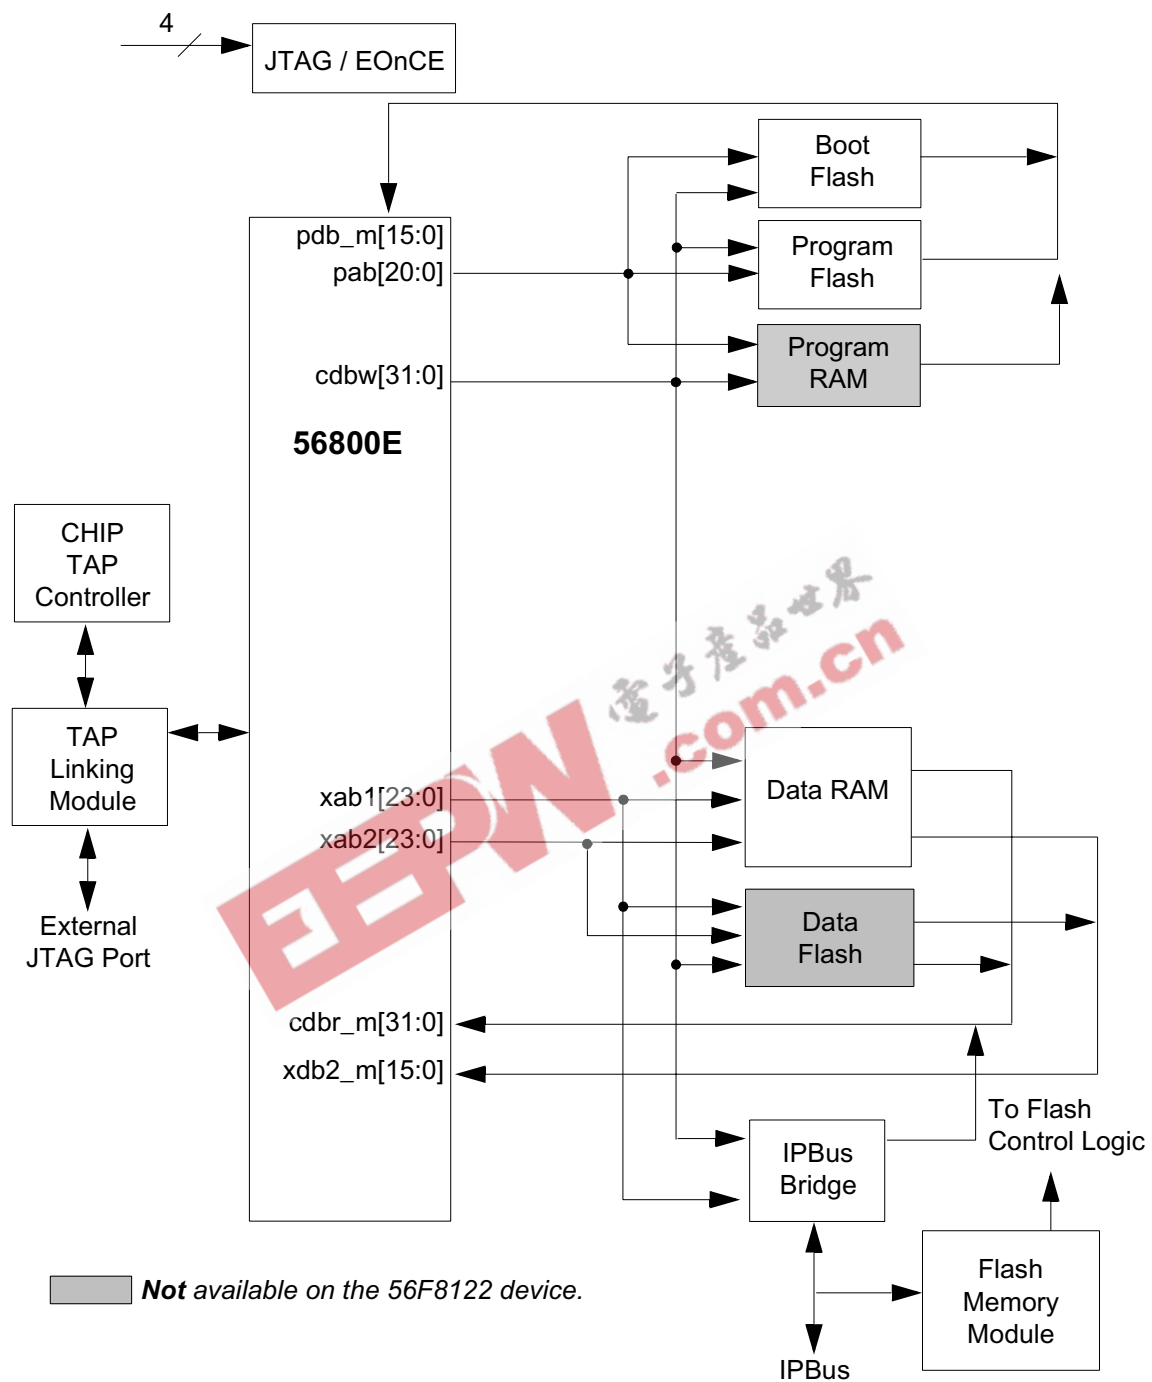 4
JTAG / EOnCE
Boot
Flash
pdb_m[15:0]
pab[20:0]
Program
Flash
Program
RAM
cdbw[31:0]
56800E
CHIP
TAP
Controller
電子產品世界
.com.cn
EEPW
TAP
Linking
Module
Data RAM
xab1[23:0]
xab2[23:0]
External
JTAG Port
Data
Flash
cdbr_m[31:0]
xdb2_m[15:0]
To Flash
Control Logic
IPBus
Bridge
Flash
Memory
Module
Not available on the 56F8122 device.
IPBus